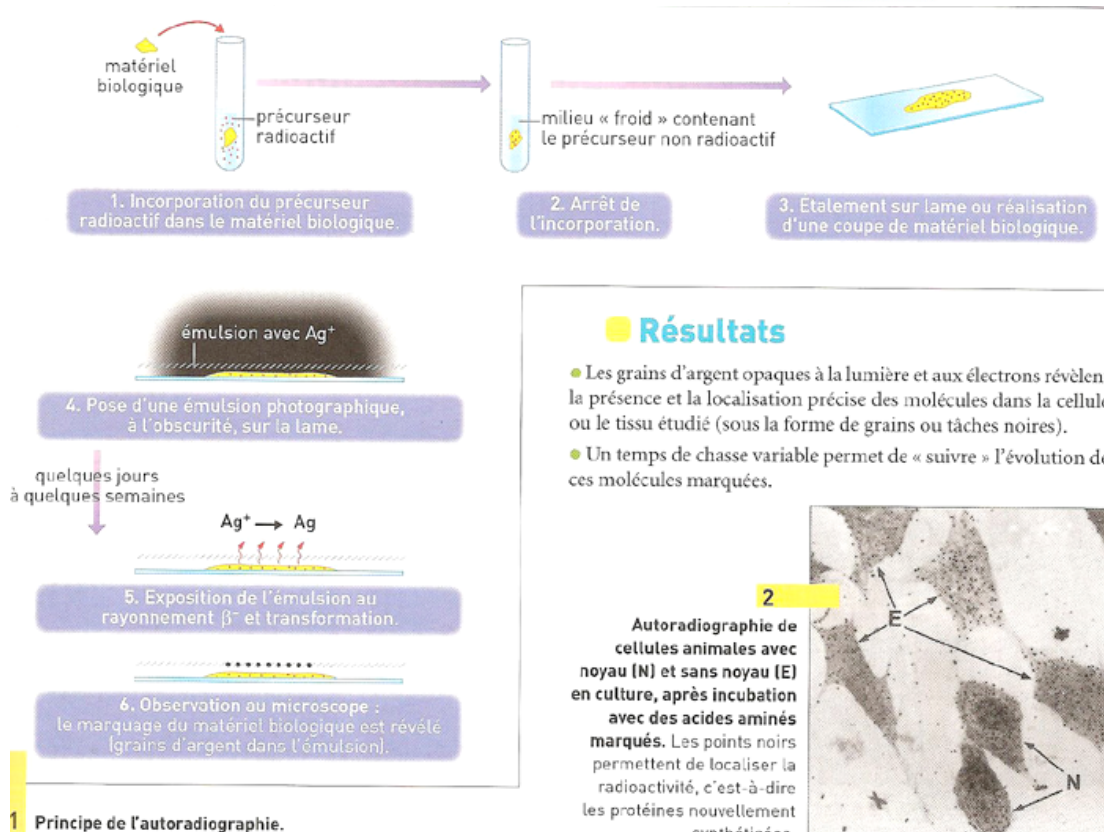 matériel
biologique
précurseur
radioactif
milieu « froid » contenant
le précurseur non radioactif
1. Incorporation du précurseur
radioactif dans le matériel biologique.
2. Arrêt de
l'incorporation.
3. Étalement sur lame ou réalisation
d'une coupe de matériel biologique.
émulsion avec Ag⁺
4. Pose d'une émulsion photographique,
à l'obscurité, sur la lame.
quelques jours
à quelques semaines
Ag⁺ → Ag
5. Exposition de l'émulsion au
rayonnement β⁻ et transformation.
6. Observation au microscope :
le marquage du matériel biologique est révélé
(grains d'argent dans l'émulsion).
1 Principe de l'autoradiographie.
Résultats
• Les grains d'argent opaques à la lumière et aux électrons révèlen
la présence et la localisation précise des molécules dans la cellul
ou le tissu étudié (sous la forme de grains ou tâches noires).
• Un temps de chasse variable permet de « suivre » l'évolution de
ces molécules marquées.
2
Autoradiographie de
cellules animales avec
noyau (N) et sans noyau (E)
en culture, après incubation
avec des acides aminés
marqués. Les points noirs
permettent de localiser la
radioactivité, c'est-à-dire
les protéines nouvellement
E
N